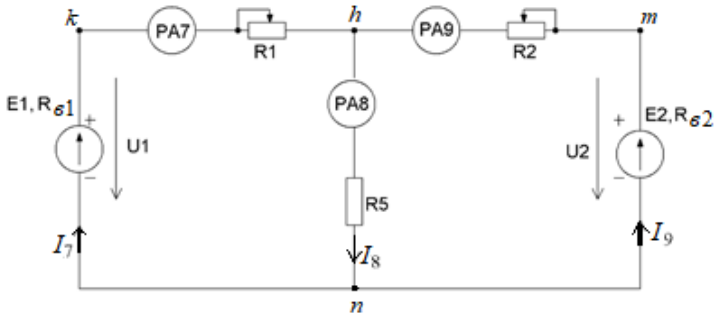 k h m
PA7 PA9
R1 R2
E1, Rв1 + PA8 + E2, Rв2
U1 U2
− −
R5
I7 I8 I9
n